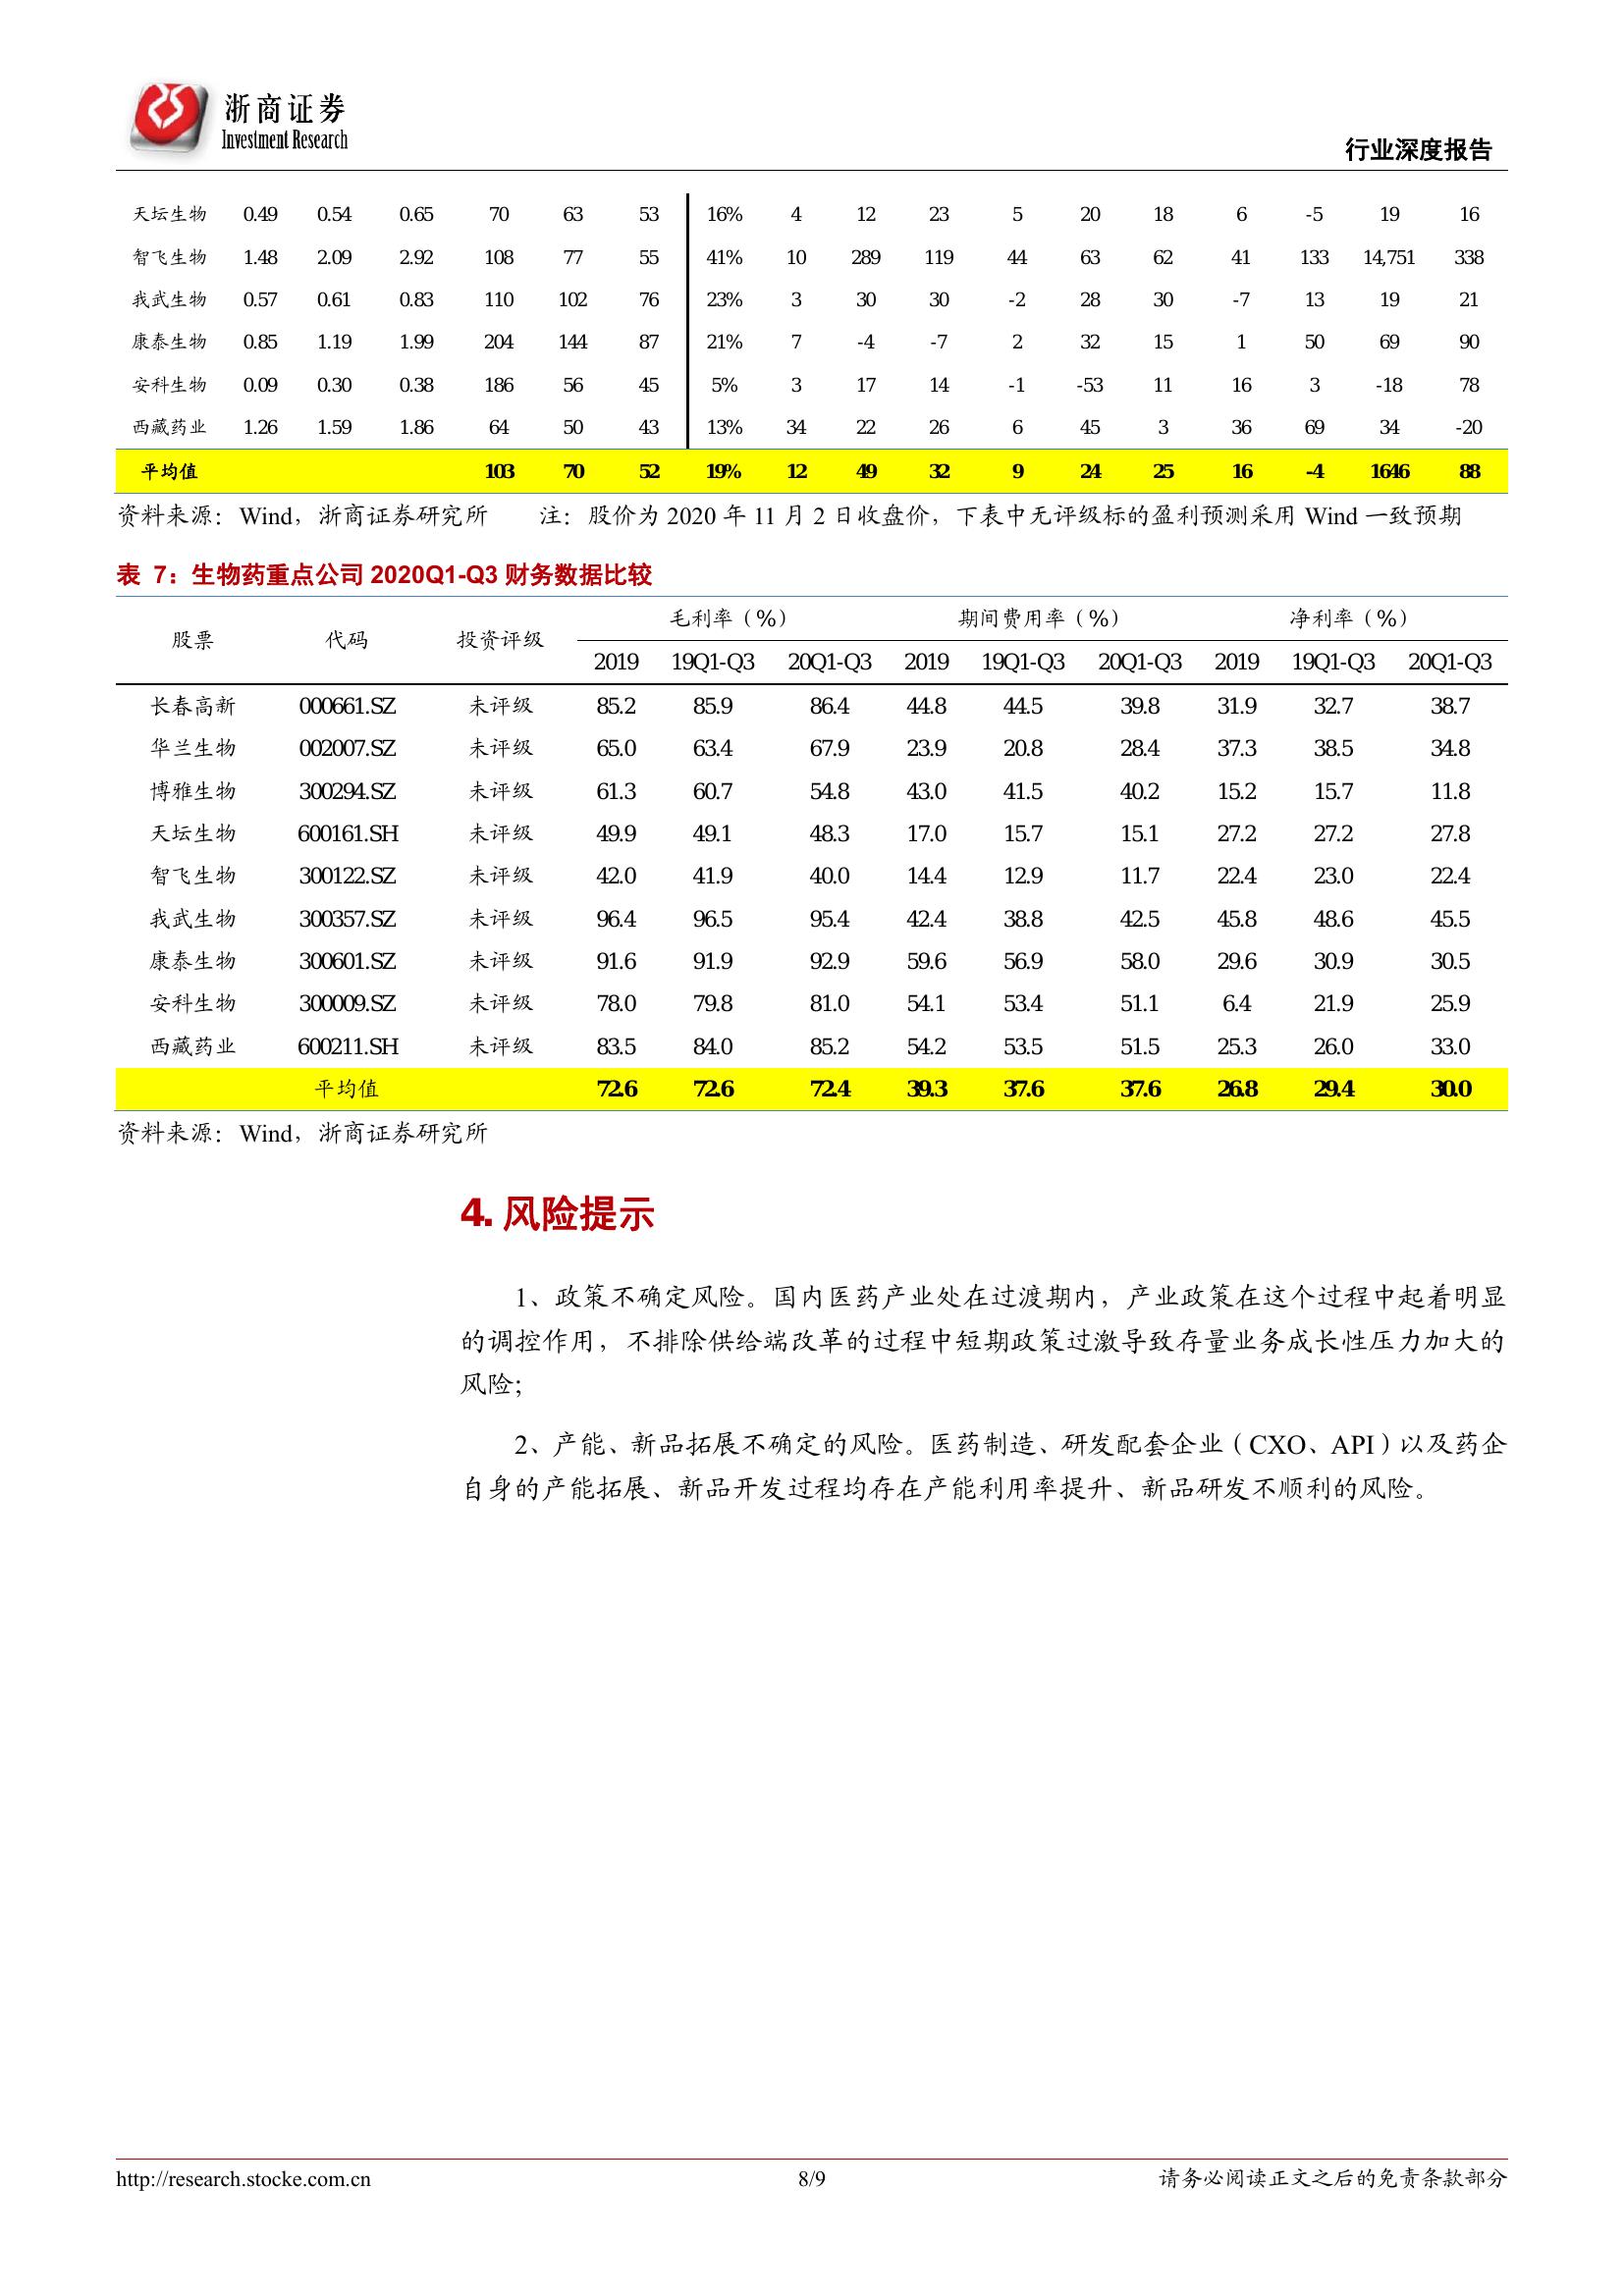 浙商证券
Investment Research
行业深度报告
天坛生物 0.49 0.54 0.65 70 63 53 16% 4 12 23 5 20 18 6 -5 19 16
智飞生物 1.48 2.09 2.92 108 77 55 41% 10 289 119 44 63 62 41 133 14,751 338
我武生物 0.57 0.61 0.83 110 102 76 23% 3 30 30 -2 28 30 -7 13 19 21
康泰生物 0.85 1.19 1.99 204 144 87 21% 7 -4 -7 2 32 15 1 50 69 90
安科生物 0.09 0.30 0.38 186 56 45 5% 3 17 14 -1 -53 11 16 3 -18 78
西藏药业 1.26 1.59 1.86 64 50 43 13% 34 22 26 6 45 3 36 69 34 -20
平均值 103 70 52 19% 12 49 32 9 24 25 16 -4 1646 88
资料来源：Wind，浙商证券研究所 注：股价为 2020 年 11 月 2 日收盘价，下表中无评级标的盈利预测采用 Wind 一致预期
表 7：生物药重点公司 2020Q1-Q3 财务数据比较
股票 代码 投资评级 毛利率（%） 期间费用率（%） 净利率（%）
2019 19Q1-Q3 20Q1-Q3 2019 19Q1-Q3 20Q1-Q3 2019 19Q1-Q3 20Q1-Q3
长春高新 000661.SZ 未评级 85.2 85.9 86.4 44.8 44.5 39.8 31.9 32.7 38.7
华兰生物 002007.SZ 未评级 65.0 63.4 67.9 23.9 20.8 28.4 37.3 38.5 34.8
博雅生物 300294.SZ 未评级 61.3 60.7 54.8 43.0 41.5 40.2 15.2 15.7 11.8
天坛生物 600161.SH 未评级 49.9 49.1 48.3 17.0 15.7 15.1 27.2 27.2 27.8
智飞生物 300122.SZ 未评级 42.0 41.9 40.0 14.4 12.9 11.7 22.4 23.0 22.4
我武生物 300357.SZ 未评级 96.4 96.5 95.4 42.4 38.8 42.5 45.8 48.6 45.5
康泰生物 300601.SZ 未评级 91.6 91.9 92.9 59.6 56.9 58.0 29.6 30.9 30.5
安科生物 300009.SZ 未评级 78.0 79.8 81.0 54.1 53.4 51.1 6.4 21.9 25.9
西藏药业 600211.SH 未评级 83.5 84.0 85.2 54.2 53.5 51.5 25.3 26.0 33.0
平均值 72.6 72.6 72.4 39.3 37.6 37.6 26.8 29.4 30.0
资料来源：Wind，浙商证券研究所
4. 风险提示
1、政策不确定风险。国内医药产业处在过渡期内，产业政策在这个过程中起着明显
的调控作用，不排除供给端改革的过程中短期政策过激导致存量业务成长性压力加大的
风险；
2、产能、新品拓展不确定的风险。医药制造、研发配套企业（CXO、API）以及药企
自身的产能拓展、新品开发过程均存在产能利用率提升、新品研发不顺利的风险。
http://research.stocke.com.cn 8/9 请务必阅读正文之后的免责条款部分